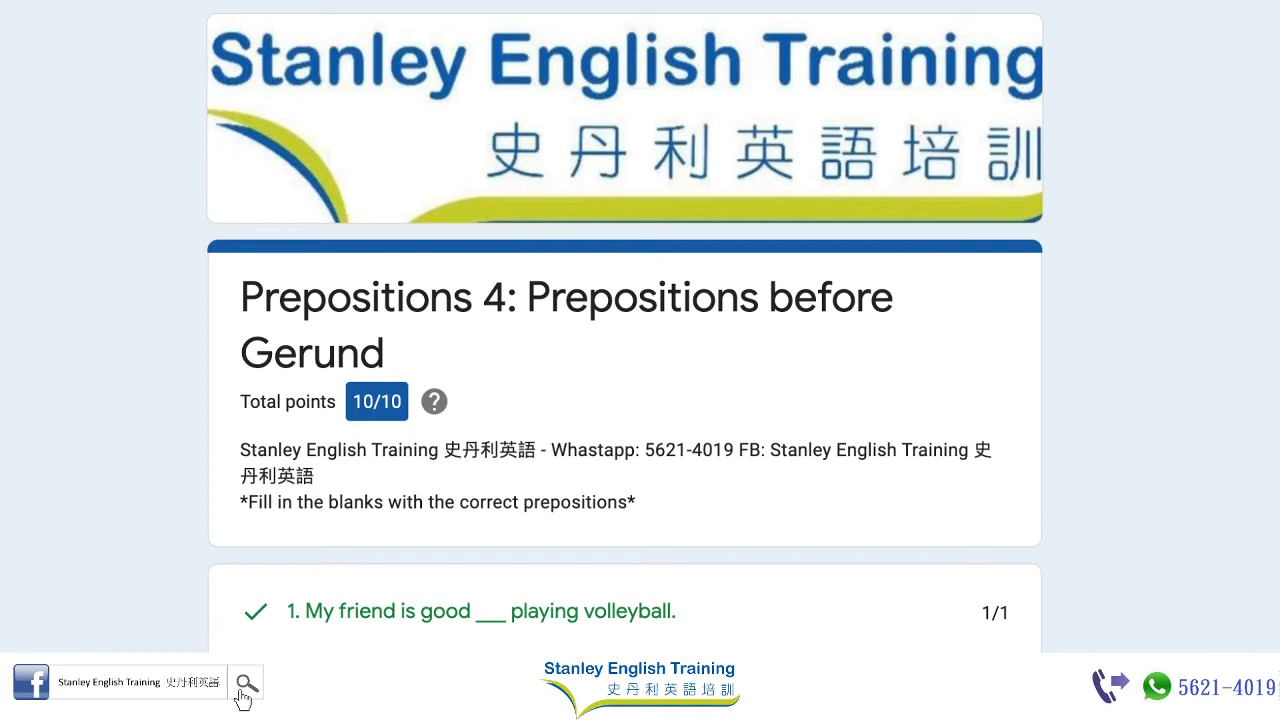 Stanley English Training
史丹利英語培訓
Prepositions 4: Prepositions before
Gerund
Total points 10/10 ?
Stanley English Training 史丹利英語 - Whastapp: 5621-4019 FB: Stanley English Training 史
丹利英語
*Fill in the blanks with the correct prepositions*
1. My friend is good ___ playing volleyball. 1/1
f Stanley English Training 史丹利英語
Stanley English Training
史丹利英語培訓
5621-4019